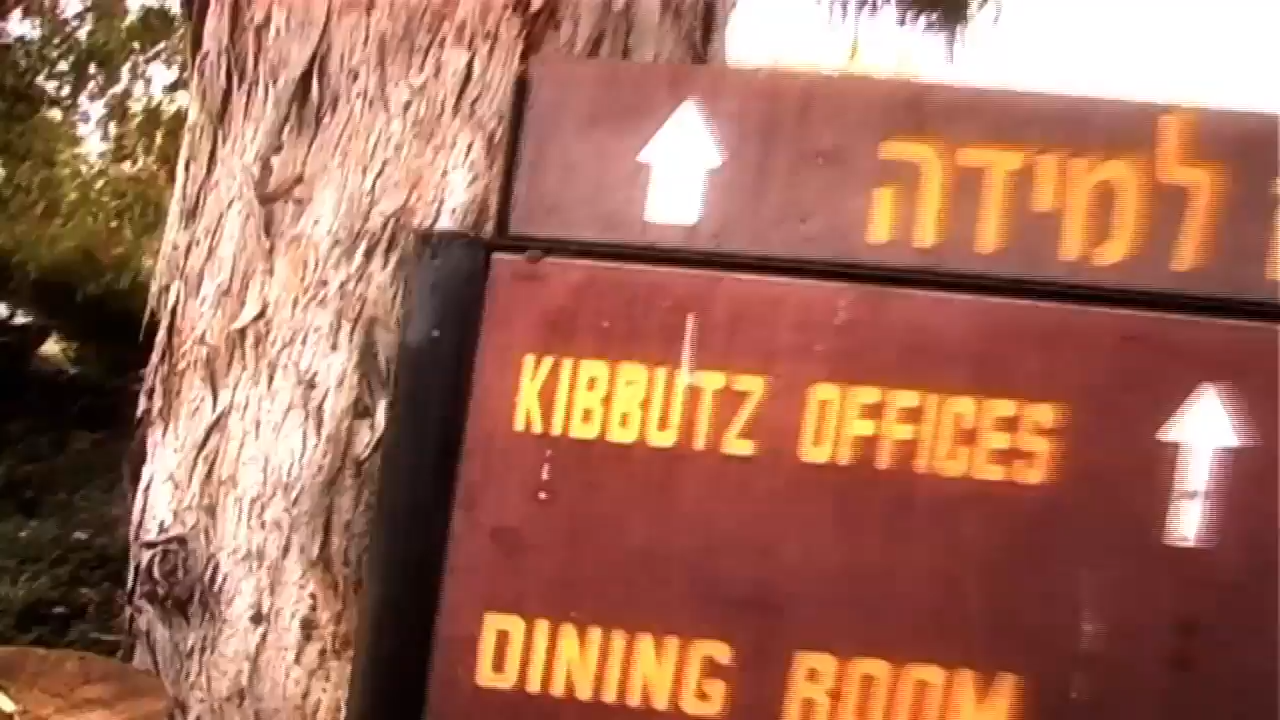 למידה
KIBBUTZ OFFICES
DINING ROOM